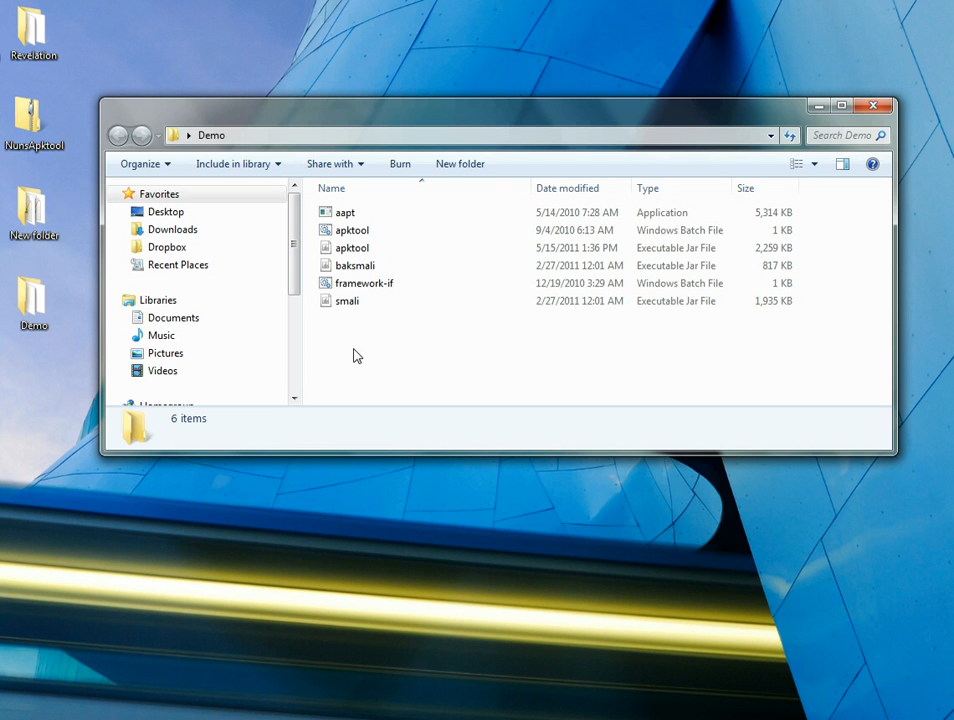 Revelation
NunsApktool
New folder
Demo
Demo
Search Demo
Organize
Include in library
Share with
Burn
New folder
Favorites
Desktop
Downloads
Dropbox
Recent Places
Libraries
Documents
Music
Pictures
Videos
Homegroup
Name Date modified Type Size
aapt 5/14/2010 7:28 AM Application 5,314 KB
apktool 9/4/2010 6:13 AM Windows Batch File 1 KB
apktool 5/15/2011 1:36 PM Executable Jar File 2,259 KB
baksmali 2/27/2011 12:01 AM Executable Jar File 817 KB
framework-if 12/19/2010 3:29 AM Windows Batch File 1 KB
smali 2/27/2011 12:01 AM Executable Jar File 1,935 KB
6 items